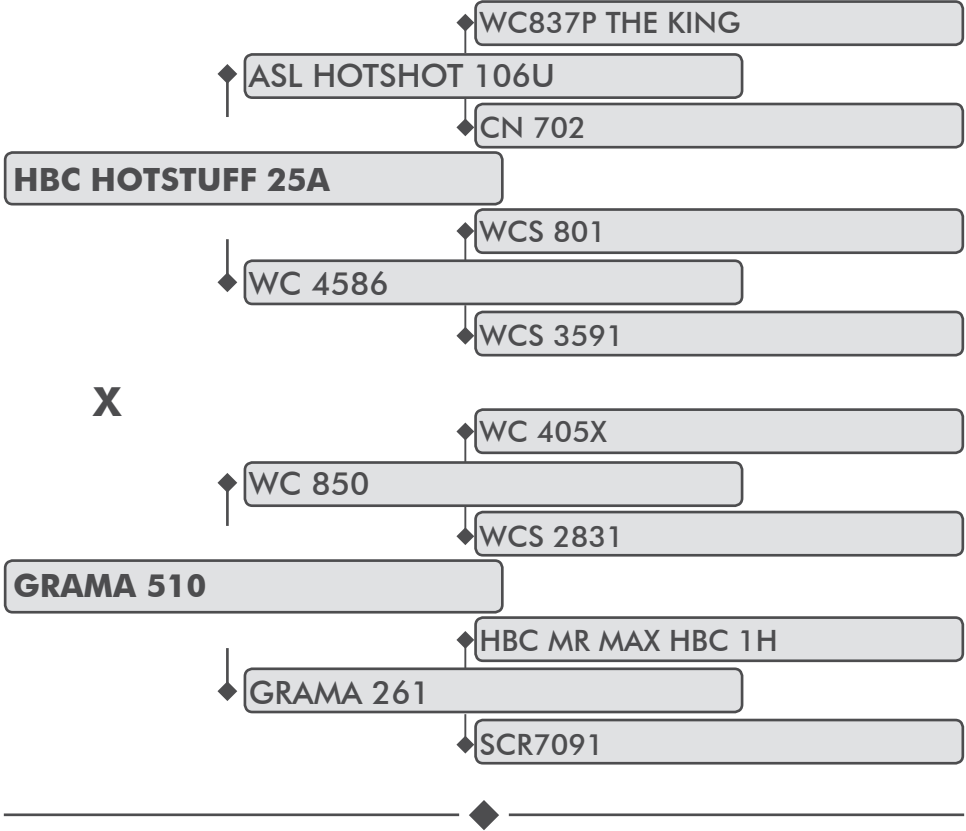 WC837P THE KING
ASL HOTSHOT 106U
CN 702
HBC HOTSTUFF 25A
WCS 801
WC 4586
WCS 3591
X
WC 405X
WC 850
WCS 2831
GRAMA 510
HBC MR MAX HBC 1H
GRAMA 261
SCR7091